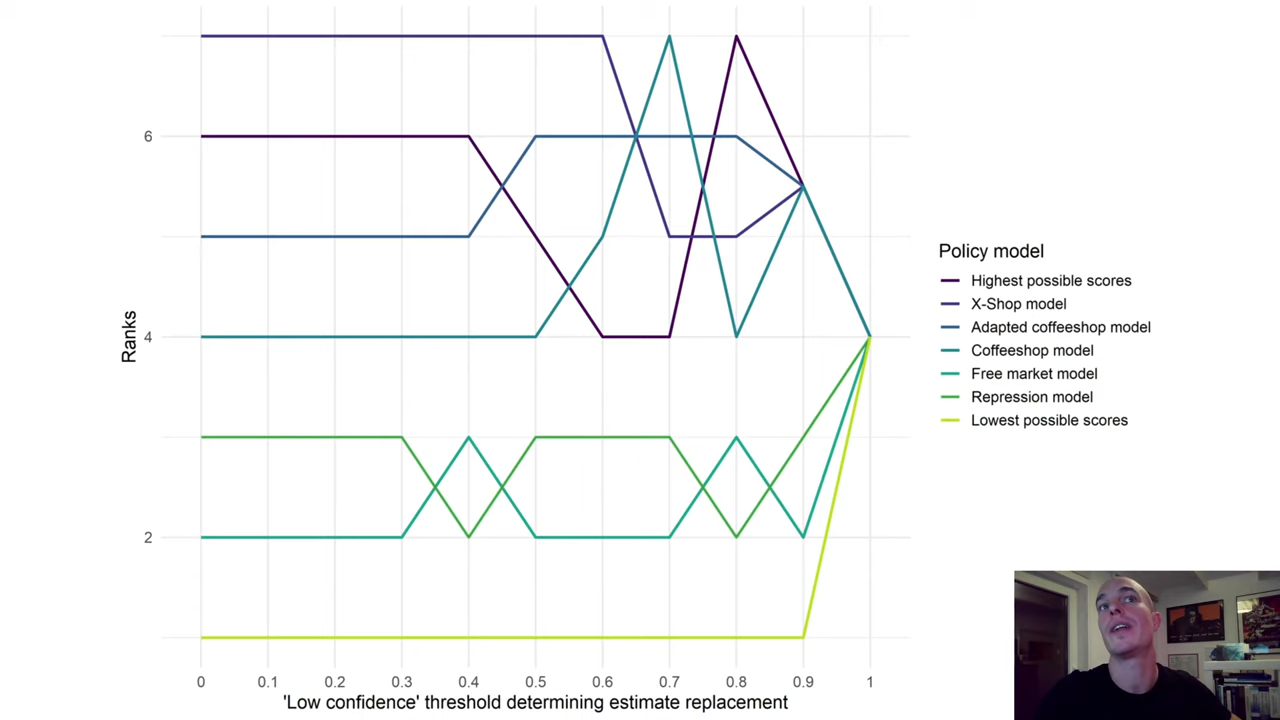 6
4
2
Ranks
0 0.1 0.2 0.3 0.4 0.5 0.6 0.7 0.8 0.9 1
'Low confidence' threshold determining estimate replacement
Policy model
Highest possible scores
X-Shop model
Adapted coffeeshop model
Coffeeshop model
Free market model
Repression model
Lowest possible scores